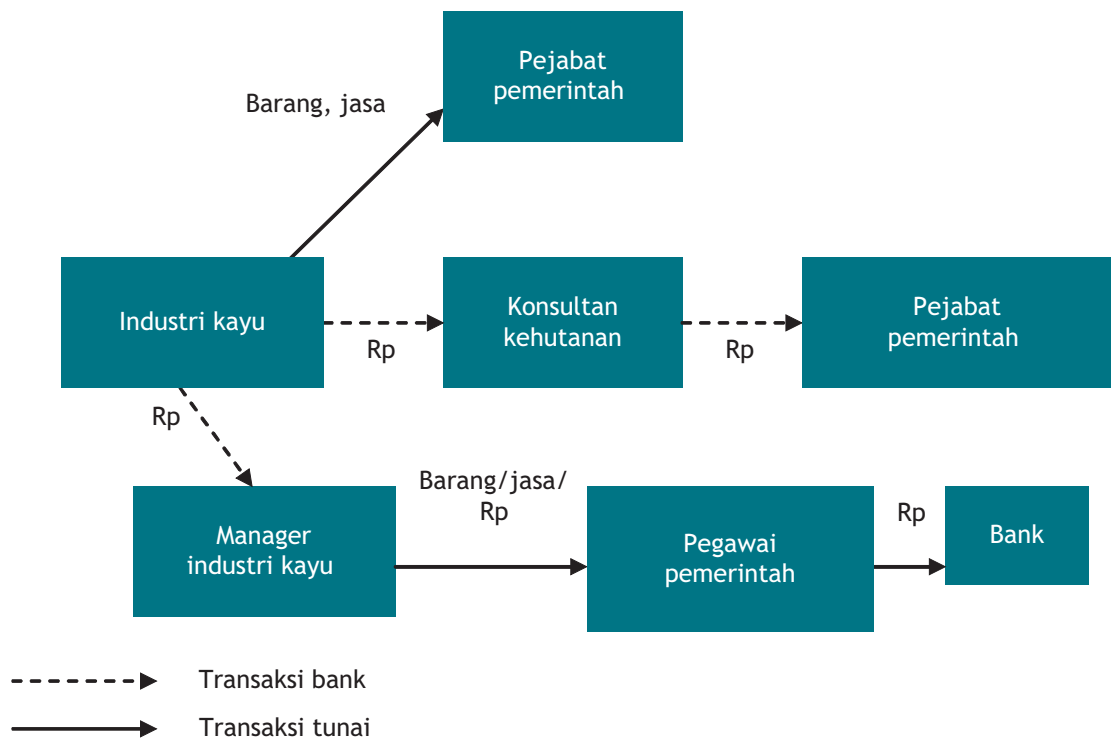 Pejabat
pemerintah
Barang, jasa
Industri kayu
Rp
Konsultan
kehutanan
Rp
Pejabat
pemerintah
Rp
Manager
industri kayu
Barang/jasa/
Rp
Pegawai
pemerintah
Rp
Bank
Transaksi bank
Transaksi tunai